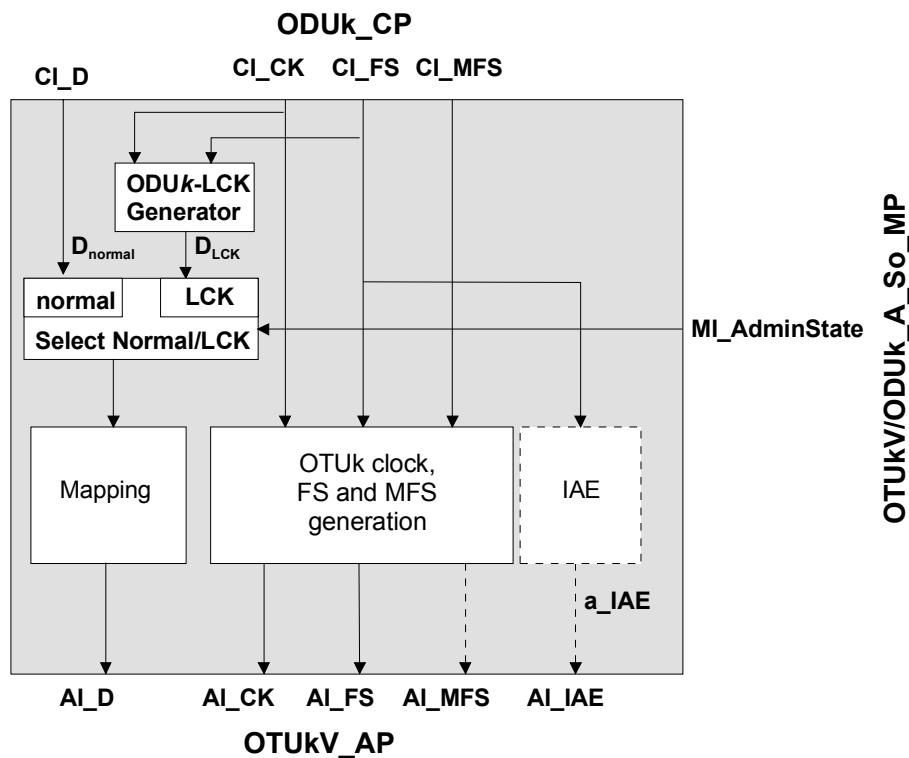 ODUk_CP
CI_D
CI_CK
CI_FS
CI_MFS
ODUk-LCK
Generator
Dnormal
DLCK
normal
LCK
Select Normal/LCK
MI_AdminState
OTUkV/ODUk_A_So_MP
Mapping
OTUk clock,
FS and MFS
generation
IAE
a_IAE
AI_D
AI_CK
AI_FS
AI_MFS
AI_IAE
OTUkV_AP